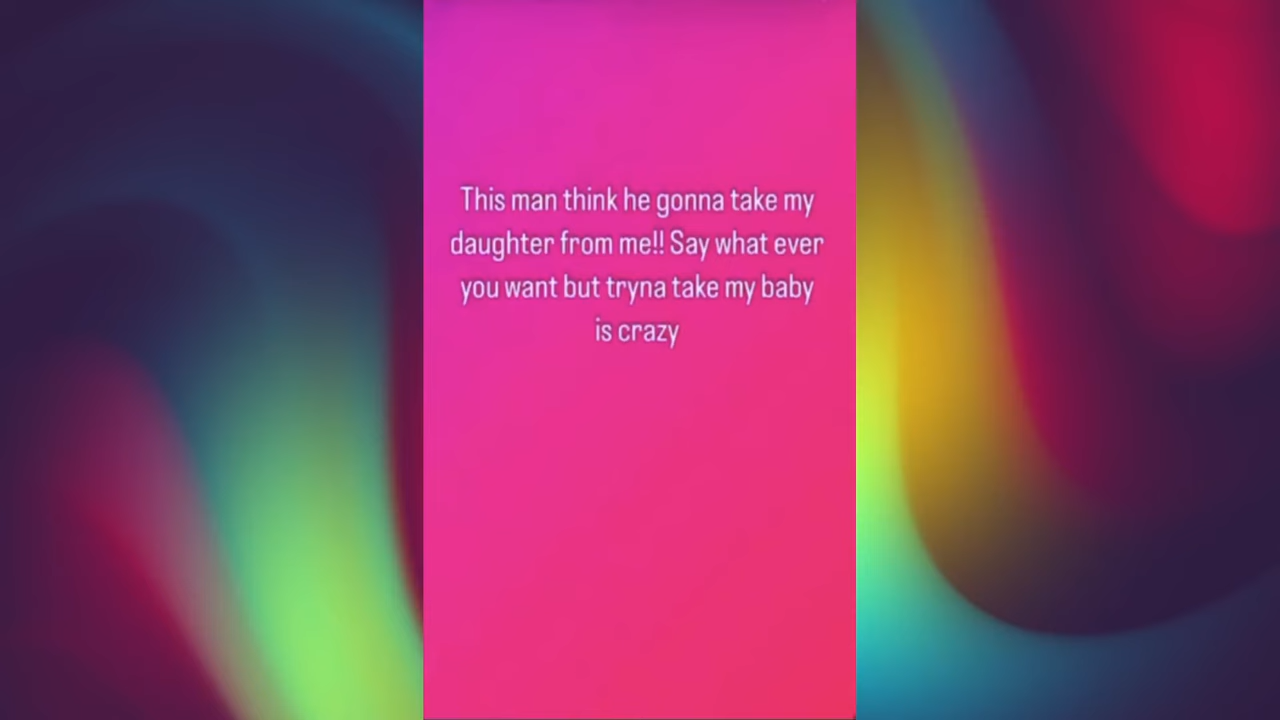 This man think he gonna take my
daughter from me!! Say what ever
you want but tryna take my baby
is crazy